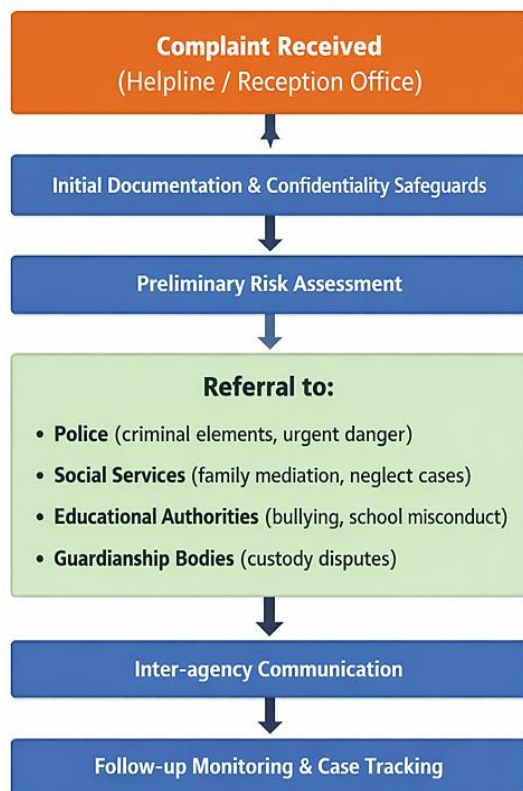 Complaint Received
(Helpline / Reception Office)
Initial Documentation & Confidentiality Safeguards
Preliminary Risk Assessment
Referral to:
• Police (criminal elements, urgent danger)
• Social Services (family mediation, neglect cases)
• Educational Authorities (bullying, school misconduct)
• Guardianship Bodies (custody disputes)
Inter-agency Communication
Follow-up Monitoring & Case Tracking